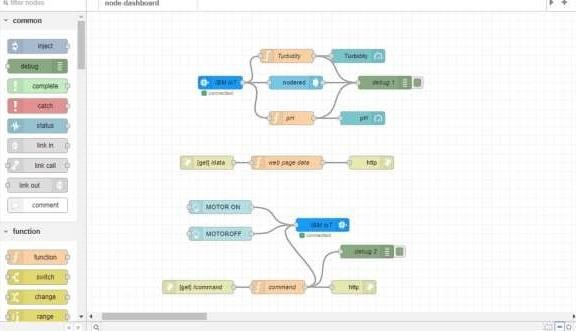 filter nodes
node-dashboard
common
inject
debug
complete
catch
status
link in
link call
link out
comment
function
function
switch
change
range
Turbidity
Turbidity
IBM IoT
connected
nodered
debug 1
pH
pH
[get] /data
web page data
http
MOTOR ON
MOTOROFF
IBM IoT
connected
debug 2
[get] /command
command
http